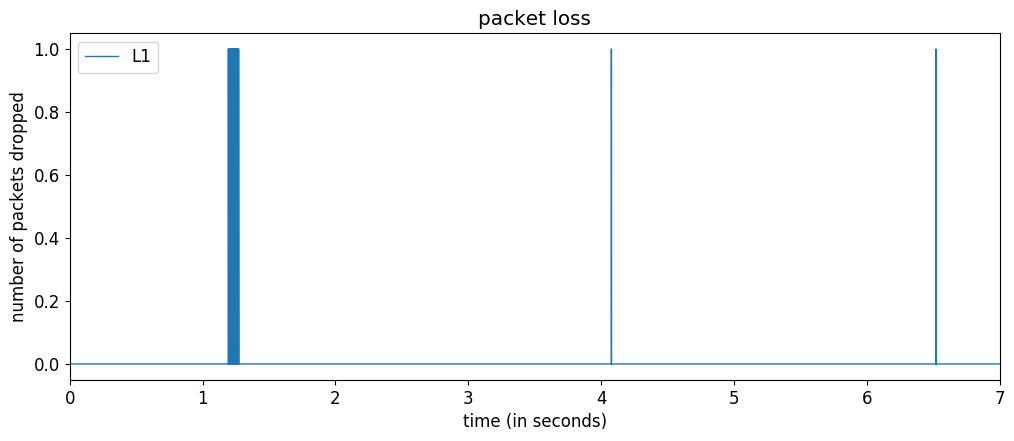 packet loss
L1
number of packets dropped
1.0
0.8
0.6
0.4
0.2
0.0
0 1 2 3 4 5 6 7
time (in seconds)